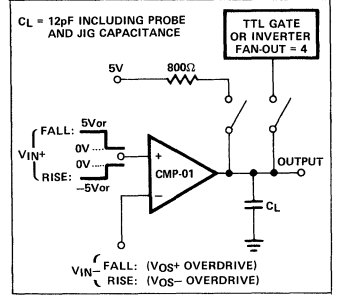 CL = 12pF INCLUDING PROBE
AND JIG CAPACITANCE
TTL GATE
OR INVERTER
FAN-OUT = 4
5V
800Ω
FALL: 5Vor
0V
VIN+
0V
RISE: -5Vor
+
CMP-01
-
OUTPUT
CL
VIN- FALL: (VOS+ OVERDRIVE)
RISE: (VOS- OVERDRIVE)